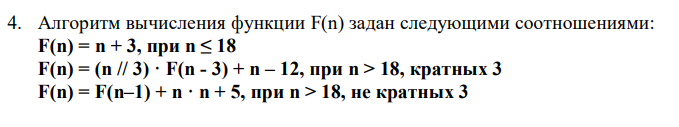 4. Алгоритм вычисления функции F(n) задан следующими соотношениями:
F(n) = n + 3, при n ≤ 18
F(n) = (n // 3) · F(n - 3) + n – 12, при n > 18, кратных 3
F(n) = F(n–1) + n · n + 5, при n > 18, не кратных 3